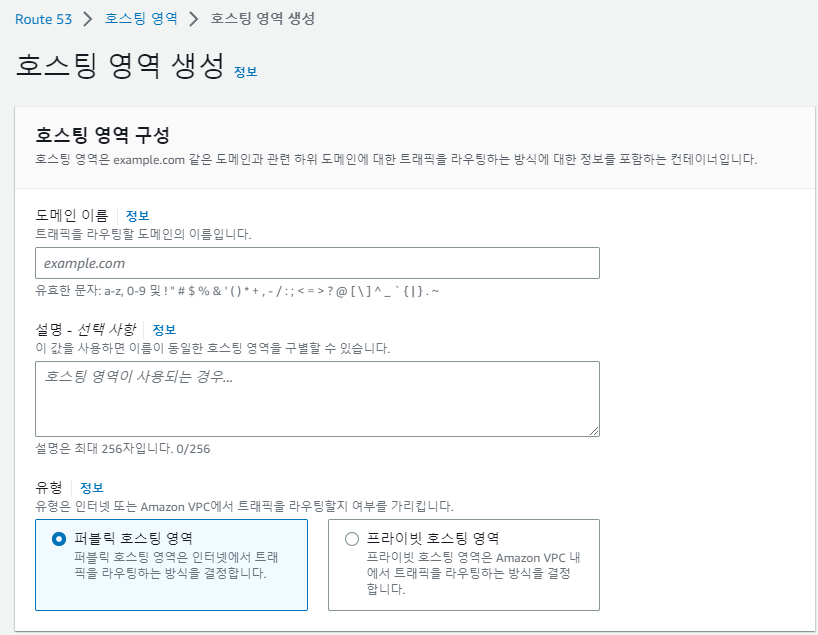 Route 53 > 호스팅 영역 > 호스팅 영역 생성
호스팅 영역 생성 정보
호스팅 영역 구성
호스팅 영역은 example.com 같은 도메인과 관련 하위 도메인에 대한 트래픽을 라우팅하는 방식에 대한 정보를 포함하는 컨테이너입니다.
도메인 이름 정보
트래픽을 라우팅할 도메인의 이름입니다.
example.com
유효한 문자: a-z, 0-9 및 ! " # $ % & ' ( ) * + , - / : ; < = > ? @ [ \ ] ^ _ ` { | } . ~
설명 - 선택 사항 정보
이 값을 사용하면 이름이 동일한 호스팅 영역을 구별할 수 있습니다.
호스팅 영역이 사용되는 경우...
설명은 최대 256자입니다. 0/256
유형 정보
유형은 인터넷 또는 Amazon VPC에서 트래픽을 라우팅할지 여부를 가리킵니다.
퍼블릭 호스팅 영역
퍼블릭 호스팅 영역은 인터넷에서 트래
픽을 라우팅하는 방식을 결정합니다.
프라이빗 호스팅 영역
프라이빗 호스팅 영역은 Amazon VPC 내
에서 트래픽을 라우팅하는 방식을 결정
합니다.